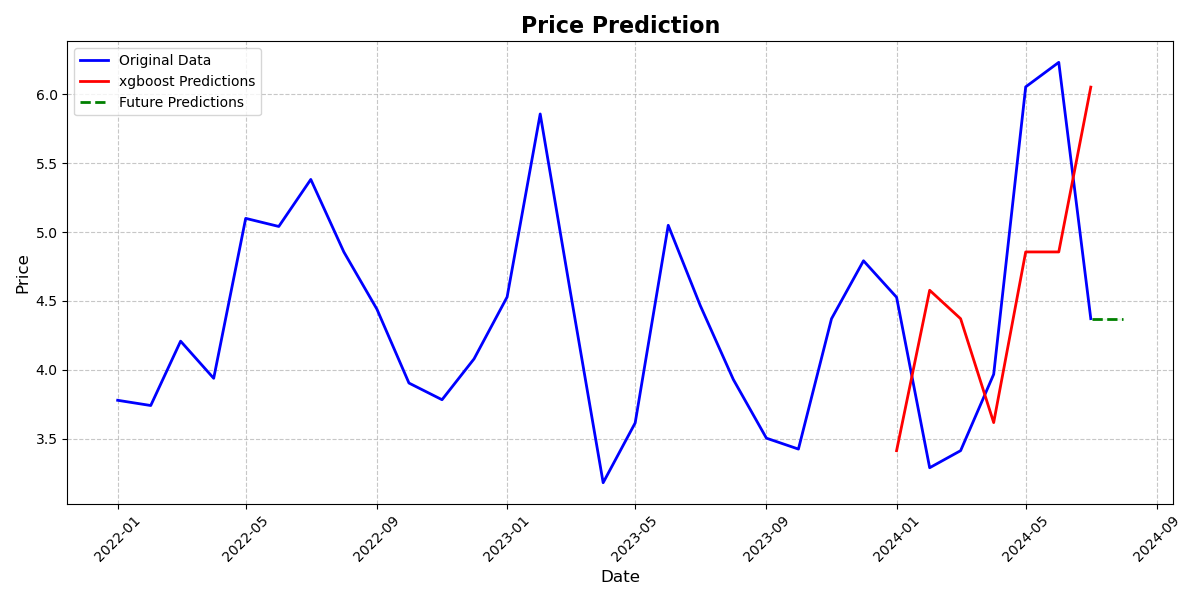 Price Prediction
Original Data
xgboost Predictions
Future Predictions
Price
6.0
5.5
5.0
4.5
4.0
3.5
2022-01
2022-05
2022-09
2023-01
2023-05
2023-09
2024-01
2024-05
2024-09
Date